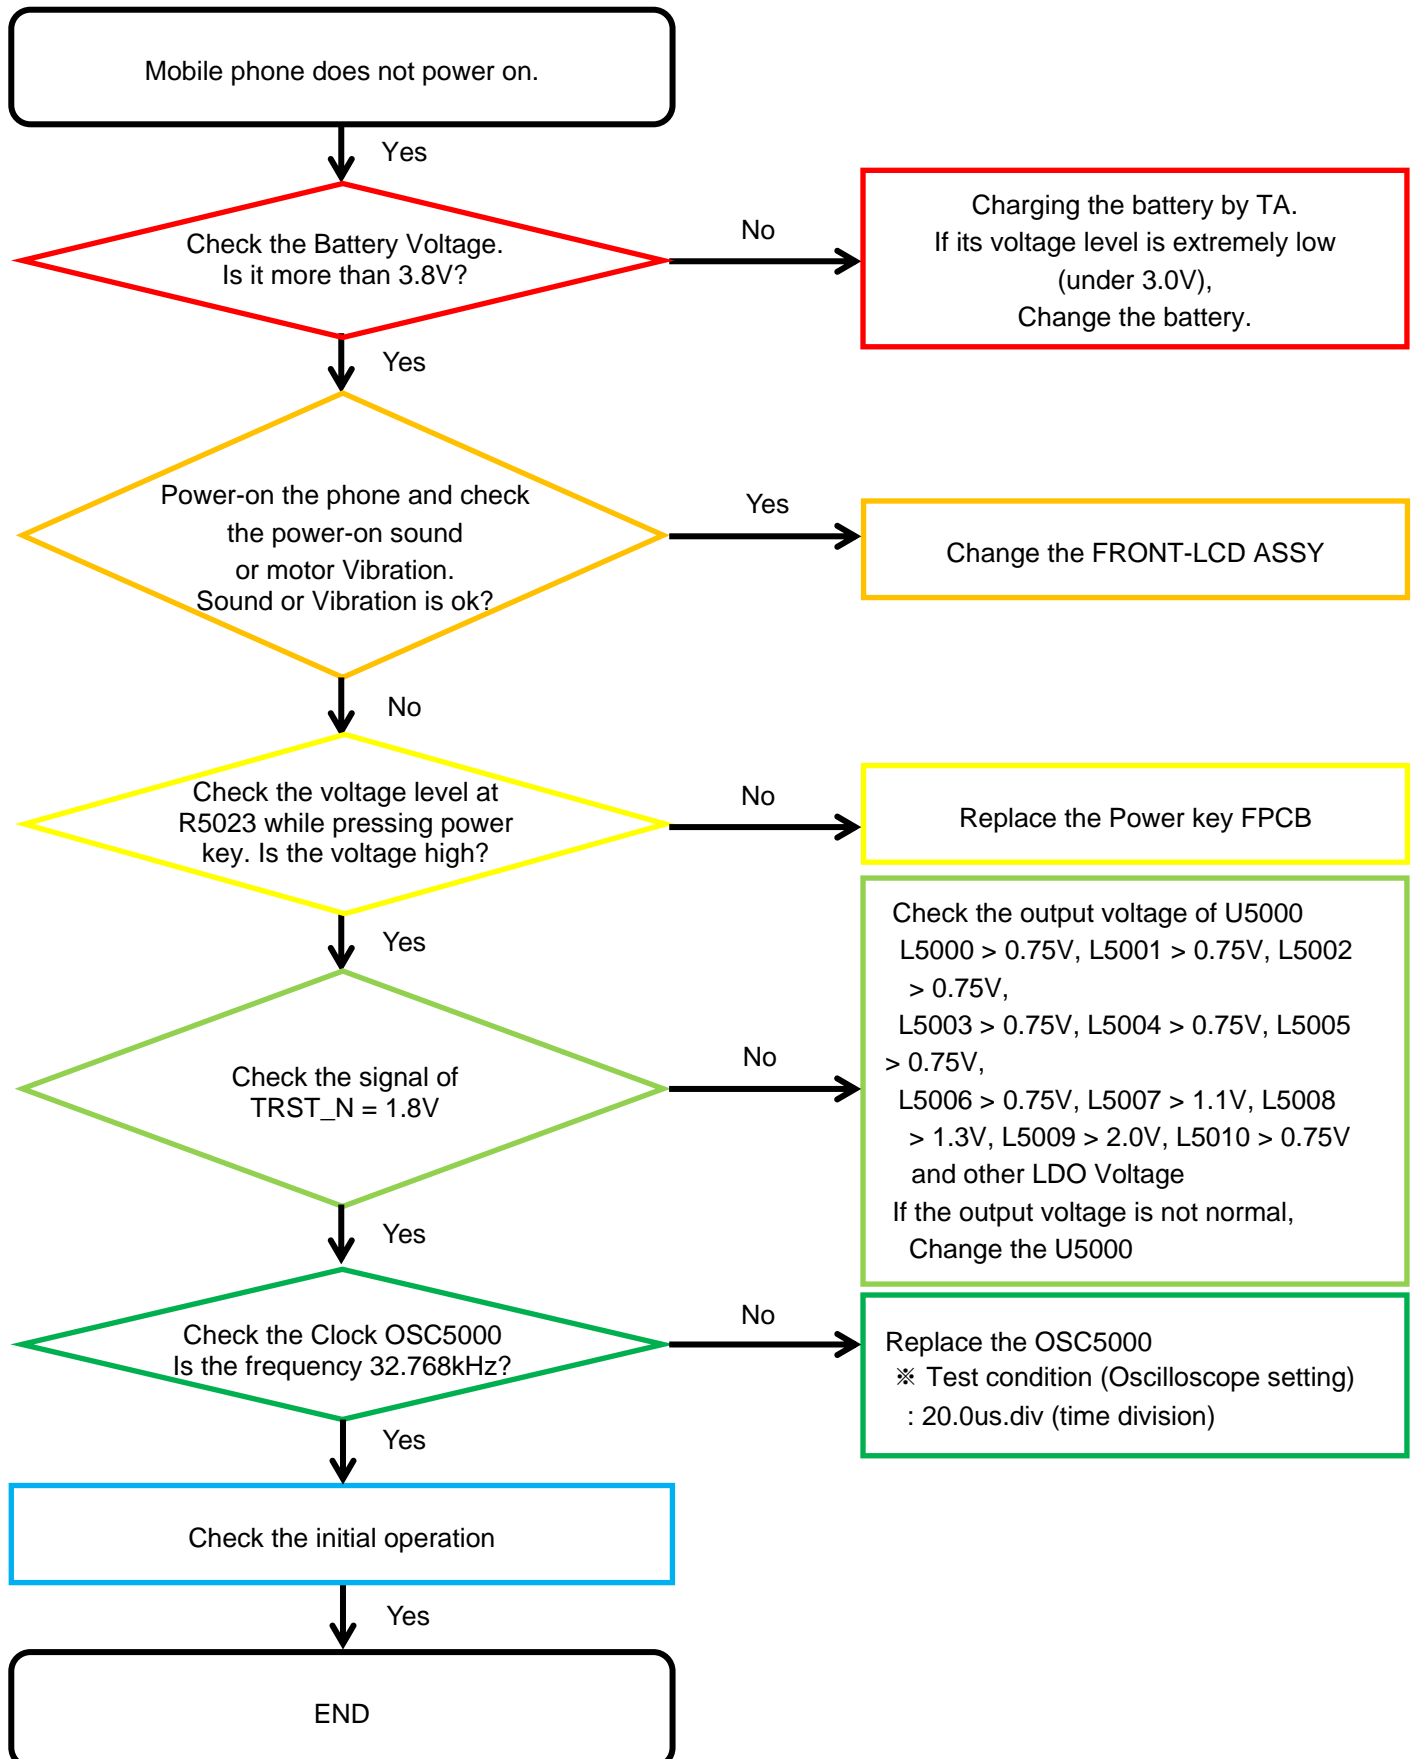 Mobile phone does not power on.
Yes
Check the Battery Voltage.
Is it more than 3.8V?
No
Charging the battery by TA.
If its voltage level is extremely low
(under 3.0V),
Change the battery.
Yes
Power-on the phone and check
the power-on sound
or motor Vibration.
Sound or Vibration is ok?
Yes
Change the FRONT-LCD ASSY
No
Check the voltage level at
R5023 while pressing power
key. Is the voltage high?
No
Replace the Power key FPCB
Yes
Check the signal of
TRST_N = 1.8V
No
Check the output voltage of U5000
L5000 > 0.75V, L5001 > 0.75V, L5002
> 0.75V,
L5003 > 0.75V, L5004 > 0.75V, L5005
> 0.75V,
L5006 > 0.75V, L5007 > 1.1V, L5008
> 1.3V, L5009 > 2.0V, L5010 > 0.75V
and other LDO Voltage
If the output voltage is not normal,
Change the U5000
Yes
Check the Clock OSC5000
Is the frequency 32.768kHz?
No
Replace the OSC5000
※ Test condition (Oscilloscope setting)
: 20.0us.div (time division)
Yes
Check the initial operation
Yes
END